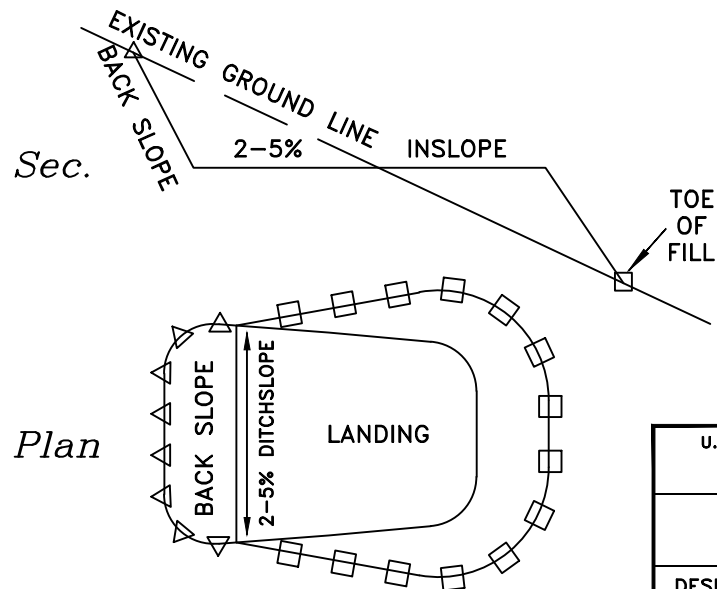 EXISTING GROUND LINE
BACK SLOPE
2-5% INSLOPE
Sec.
TOE
OF
FILL
BACK SLOPE
2-5% DITCHSLOPE
LANDING
Plan
U.
DESI